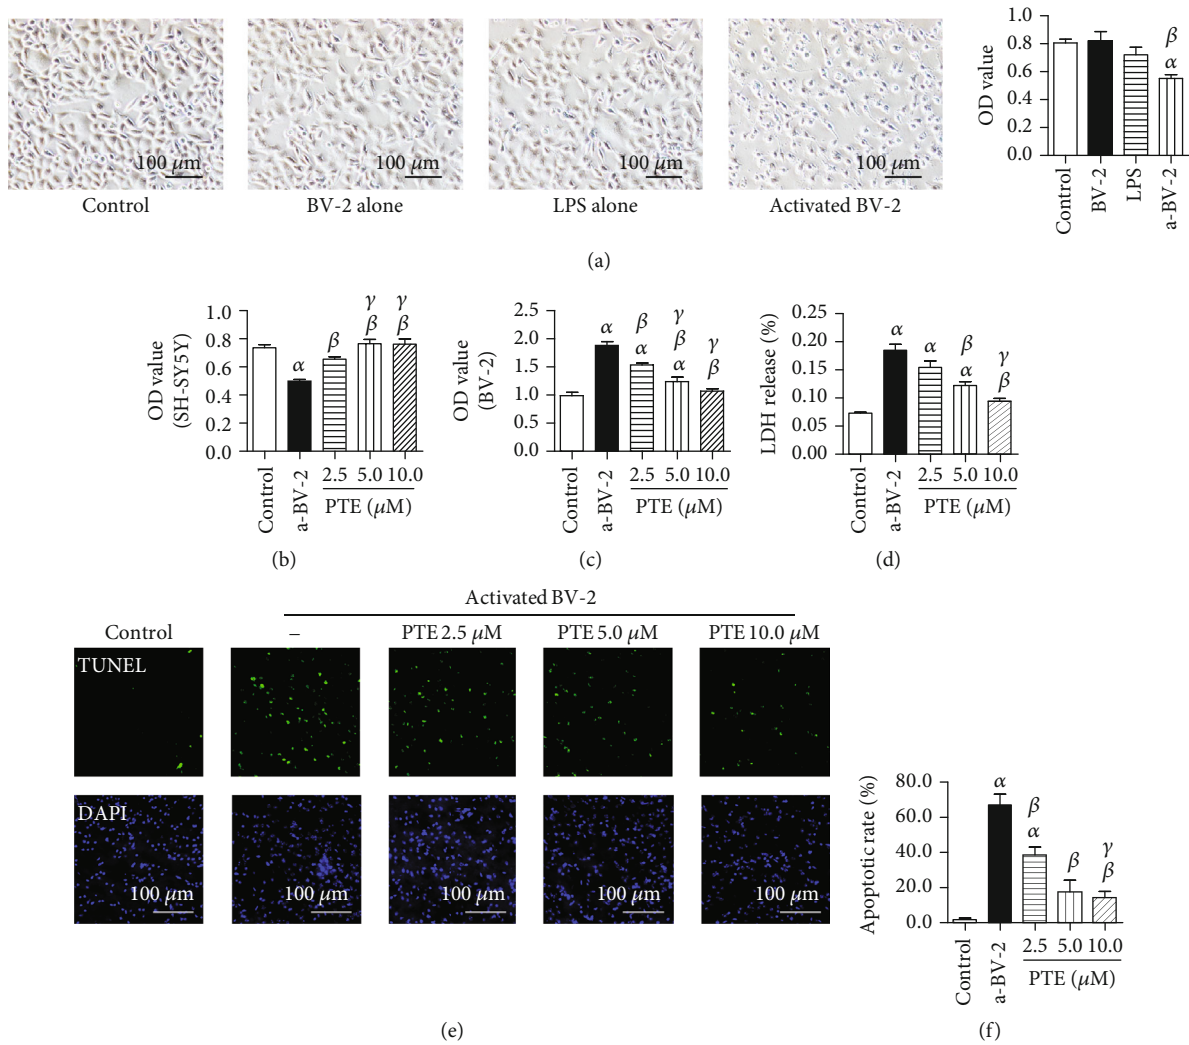 100 μm
100 μm
100 μm
100 μm
Control
BV-2 alone
LPS alone
Activated BV-2
OD value
1.0
0.8
0.6
0.4
0.2
0.0
β
α
Control
BV-2
LPS
a-BV-2
(a)
OD value
(SH-SY5Y)
1.0
0.8
0.6
0.4
0.2
0.0
α
β
γ
β
γ
β
Control
a-BV-2
2.5
5.0
10.0
PTE (μM)
(b)
OD value
(BV-2)
2.5
2.0
1.5
1.0
0.5
0.0
α
β
α
γ
β
α
γ
β
Control
a-BV-2
2.5
5.0
10.0
PTE (μM)
(c)
LDH release (%)
0.25
0.20
0.15
0.10
0.05
0.00
α
α
β
α
γ
β
Control
a-BV-2
2.5
5.0
10.0
PTE (μM)
(d)
Activated BV-2
Control
–
PTE 2.5 μM
PTE 5.0 μM
PTE 10.0 μM
TUNEL
DAPI
100 μm
100 μm
100 μm
100 μm
100 μm
(e)
Apoptotic rate (%)
80.0
60.0
40.0
20.0
0.0
α
β
α
β
γ
β
Control
a-BV-2
2.5
5.0
10.0
PTE (μM)
(f)